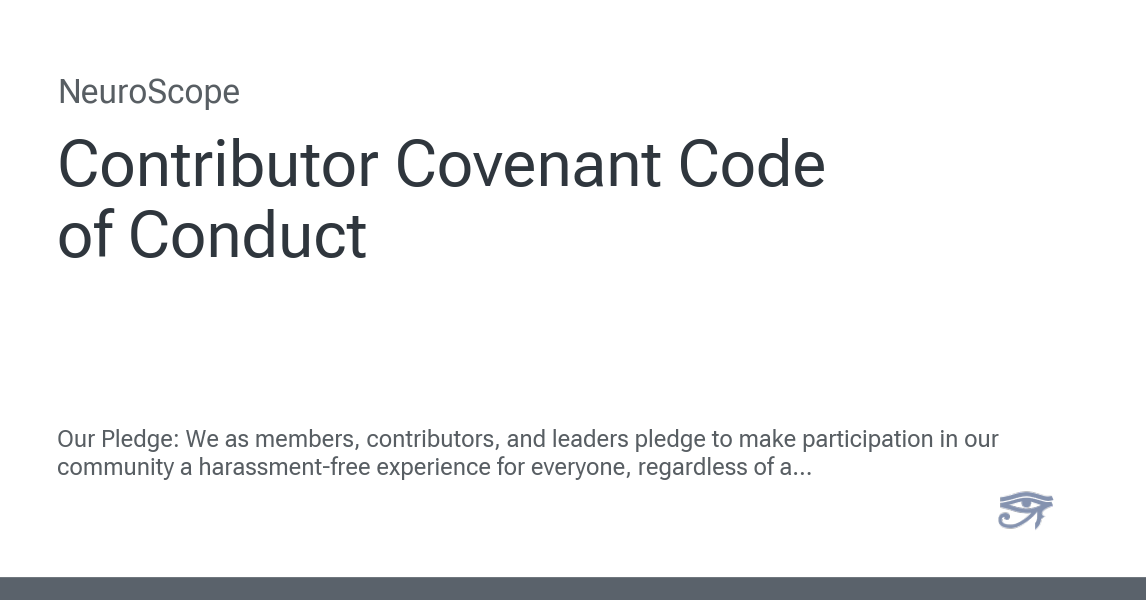 NeuroScope
Contributor Covenant Code
of Conduct
Our Pledge: We as members, contributors, and leaders pledge to make participation in our
community a harassment-free experience for everyone, regardless of a...